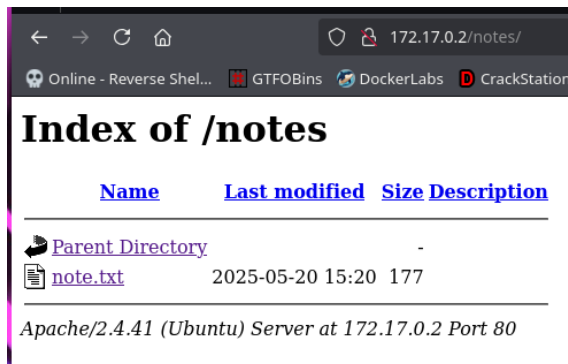 172.17.0.2/notes/
Online - Reverse Shel... GTFOBins DockerLabs CrackStation
Index of /notes
Name Last modified Size Description
Parent Directory -
note.txt 2025-05-20 15:20 177
Apache/2.4.41 (Ubuntu) Server at 172.17.0.2 Port 80